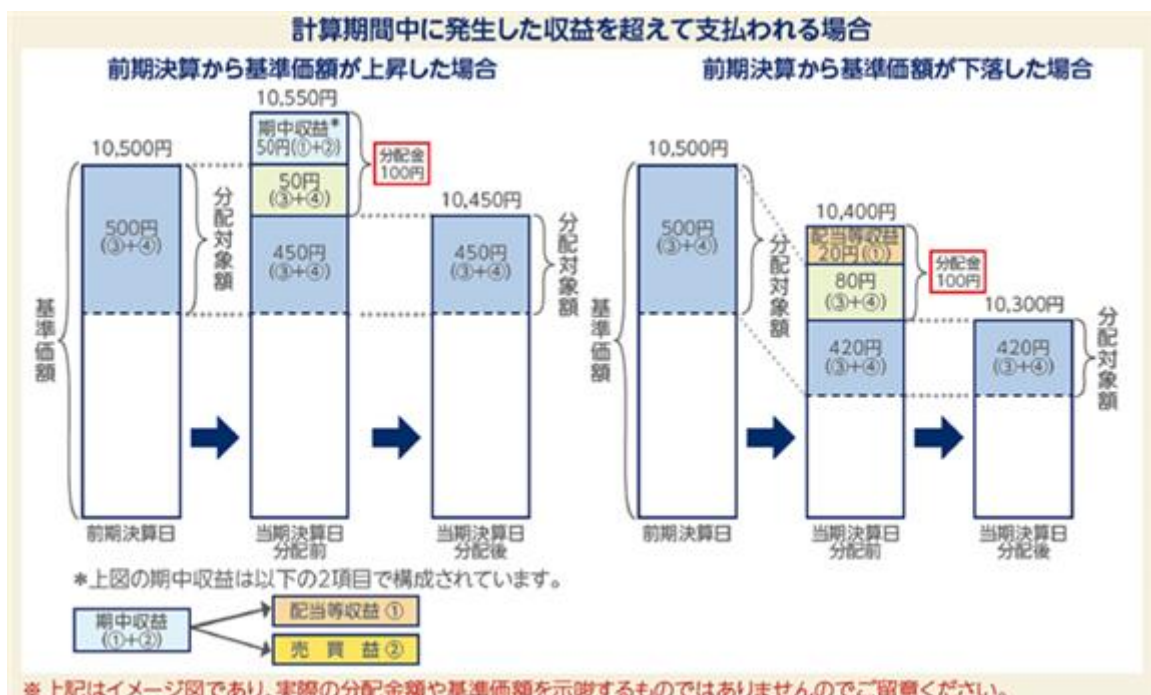 計算期間中に発生した収益を超えて支払われる場合
前期決算から基準価額が上昇した場合
10,550円
期中収益*
50円(①+②)
10,500円
分配金
100円
50円
(③+④)
10,450円
500円
(③+④)
分配対象額
450円
(③+④)
450円
(③+④)
分配対象額
基準価額
前期決算日
当期決算日
分配前
当期決算日
分配後
前期決算から基準価額が下落した場合
10,500円
10,400円
配当等収益
20円(①)
500円
(③+④)
分配対象額
分配金
100円
80円
(③+④)
10,300円
420円
(③+④)
420円
(③+④)
分配対象額
基準価額
前期決算日
当期決算日
分配前
当期決算日
分配後
*上図の期中収益は以下の2項目で構成されています。
期中収益
(①+②)
配当等収益 ①
売 買 益 ②
※上記はイメージ図であり、実際の分配金額や基準価額を示唆するものではありませんのでご留意ください。